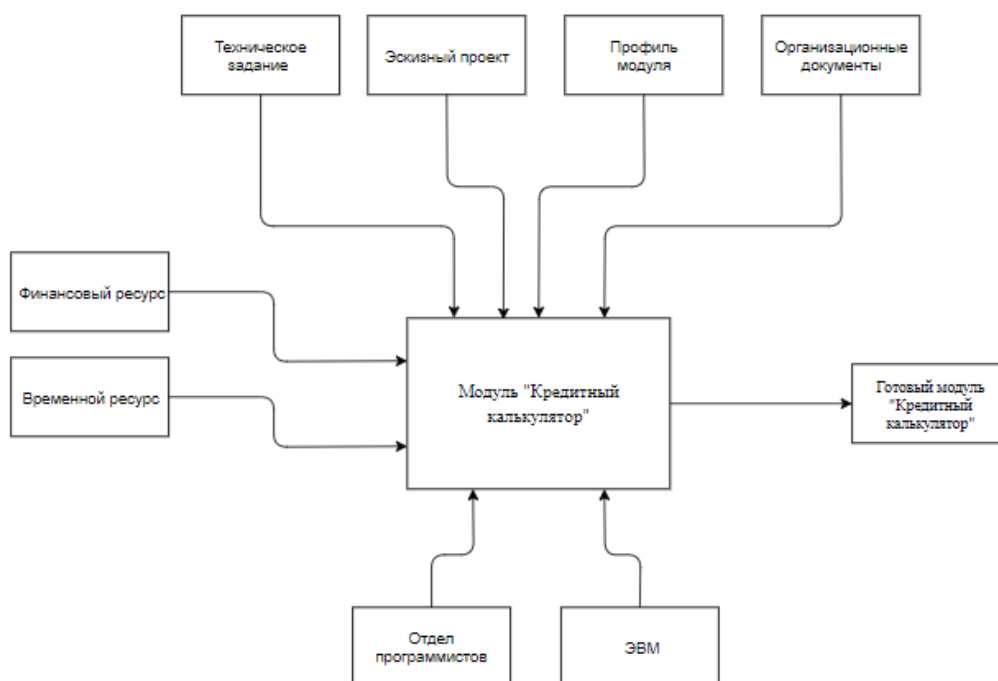 Техническое
задание
Эскизный проект
Профиль
модуля
Организационные
документы
Финансовый ресурс
Временной ресурс
Модуль "Кредитный
калькулятор"
Готовый модуль
"Кредитный
калькулятор"
Отдел
программистов
ЭВМ